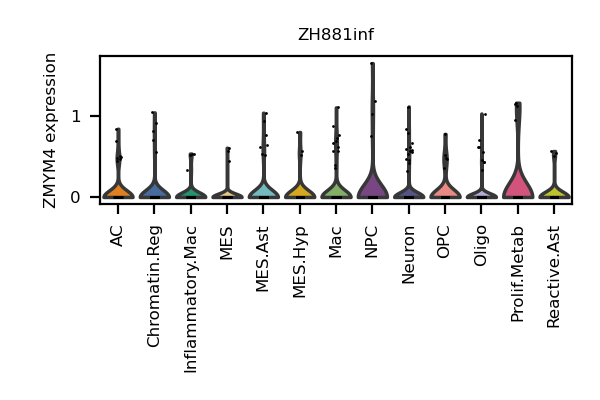 ZH881inf
ZMYM4 expression
1
0
AC
Chromatin.Reg
Inflammatory.Mac
MES
MES.Ast
MES.Hyp
Mac
NPC
Neuron
OPC
Oligo
Prolif.Metab
Reactive.Ast